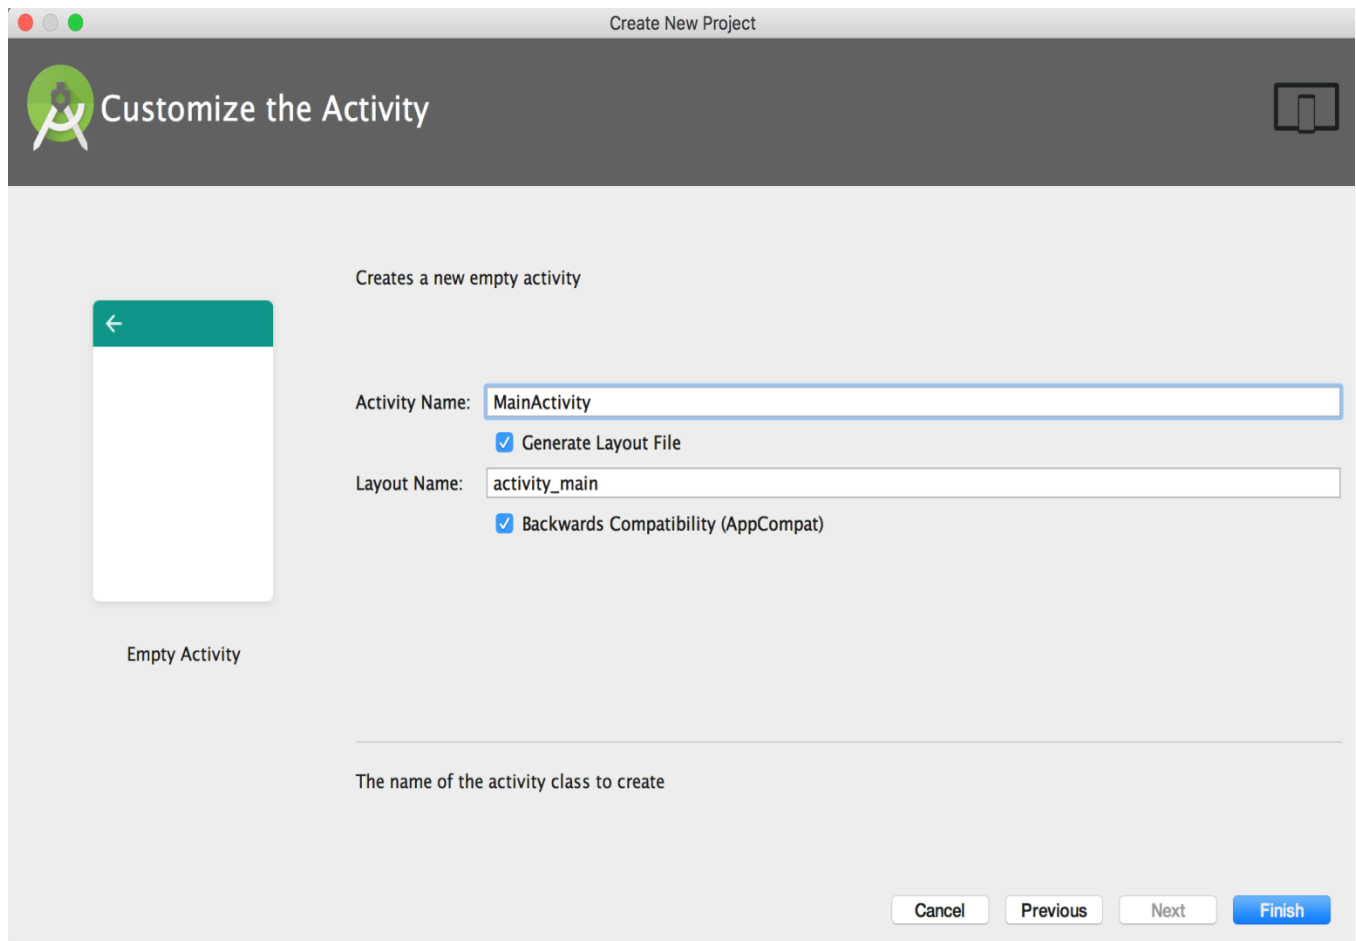 Create New Project
Customize the Activity
Creates a new empty activity
Activity Name: MainActivity
Generate Layout File
Layout Name: activity_main
Backwards Compatibility (AppCompat)
Empty Activity
The name of the activity class to create
Cancel Previous Next Finish